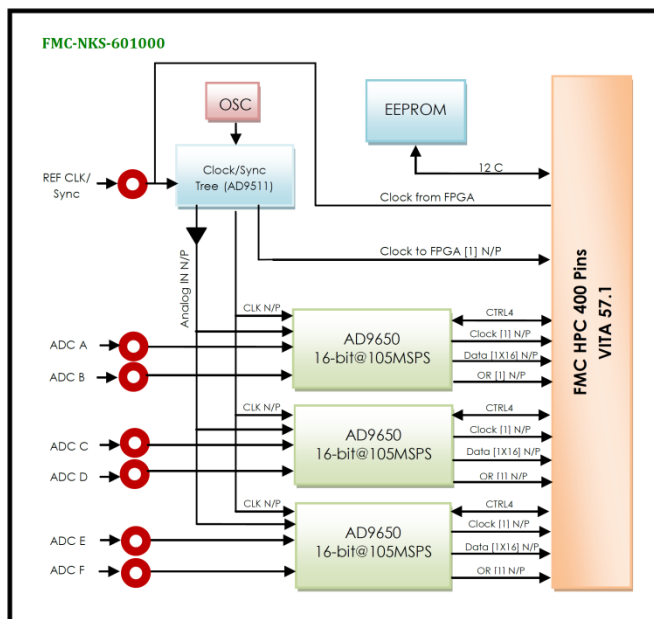 FMC-NKS-601000
OSC
EEPROM
REF CLK/
Sync
Clock/Sync
Tree (AD9511)
12 C
Clock from FPGA
Clock to FPGA [1] N/P
Analog IN N/P
FMC HPC 400 Pins
VITA 57.1
CLK N/P
ADC A
ADC B
AD9650
16-bit@105MSPS
CTRL4
Clock [1] N/P
Data [1X16] N/P
OR [1] N/P
CLK N/P
ADC C
ADC D
AD9650
16-bit@105MSPS
CTRL4
Clock [1] N/P
Data [1X16] N/P
OR [1] N/P
CLK N/P
ADC E
ADC F
AD9650
16-bit@105MSPS
CTRL4
Clock [1] N/P
Data [1X16] N/P
OR [1] N/P